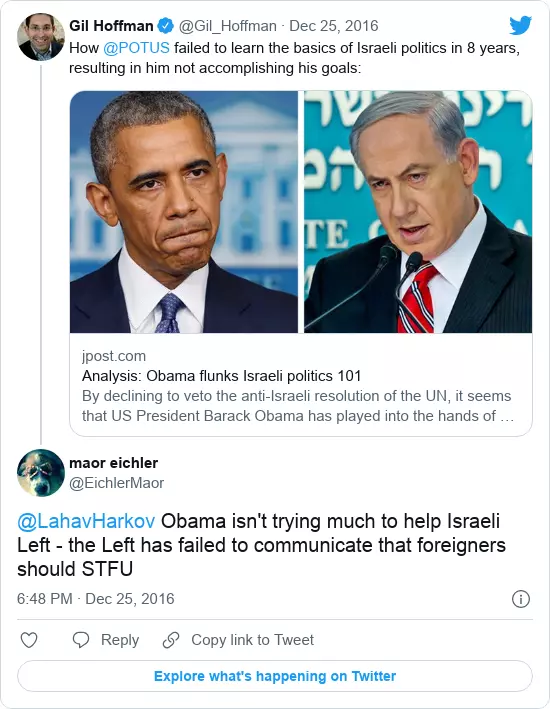 Gil Hoffman @Gil_Hoffman · Dec 25, 2016
How @POTUS failed to learn the basics of Israeli politics in 8 years,
resulting in him not accomplishing his goals:
jpost.com
Analysis: Obama flunks Israeli politics 101
By declining to veto the anti-Israeli resolution of the UN, it seems
that US President Barack Obama has played into the hands of …
maor eichler
@EichlerMaor
@LahavHarkov Obama isn't trying much to help Israeli
Left - the Left has failed to communicate that foreigners
should STFU
6:48 PM · Dec 25, 2016
Reply
Copy link to Tweet
Explore what's happening on Twitter